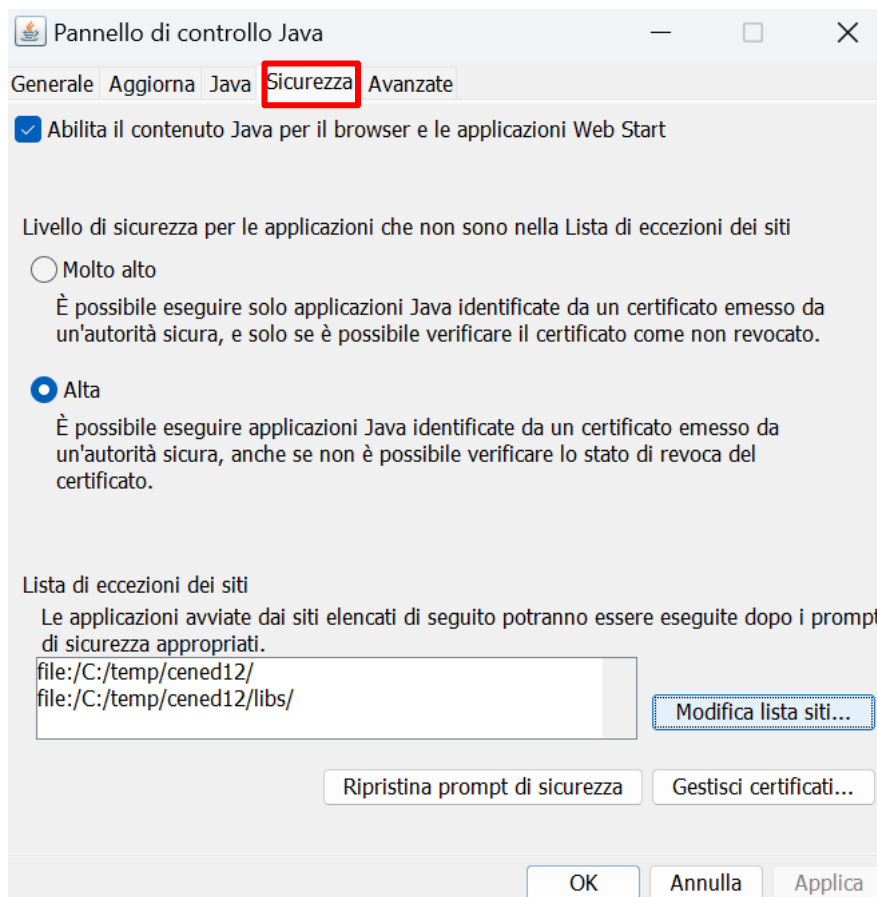 Pannello di controllo Java
Generale Aggiorna Java Sicurezza Avanzate
Abilita il contenuto Java per il browser e le applicazioni Web Start
Livello di sicurezza per le applicazioni che non sono nella Lista di eccezioni dei siti
Molto alto
È possibile eseguire solo applicazioni Java identificate da un certificato emesso da
un'autorità sicura, e solo se è possibile verificare il certificato come non revocato.
Alta
È possibile eseguire applicazioni Java identificate da un certificato emesso da
un'autorità sicura, anche se non è possibile verificare lo stato di revoca del
certificato.
Lista di eccezioni dei siti
Le applicazioni avviate dai siti elencati di seguito potranno essere eseguite dopo i prompt
di sicurezza appropriati.
file:/C:/temp/cened12/
file:/C:/temp/cened12/libs/
Modifica lista siti...
Ripristina prompt di sicurezza Gestisci certificati...
OK Annulla Applica